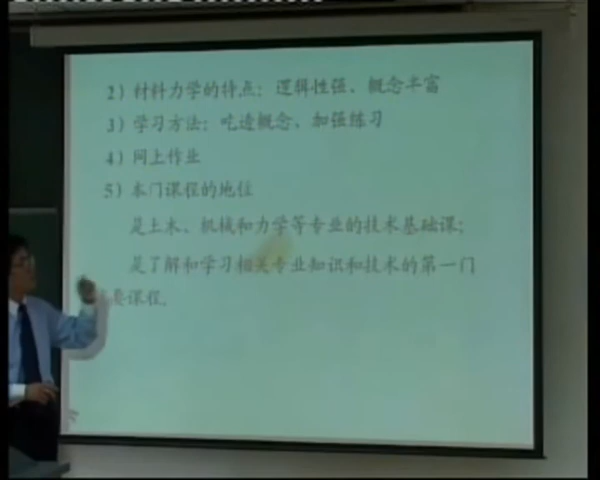 2) 材料力学的特点：逻辑性强、概念丰富
3) 学习方法：吃透概念、加强练习
4) 网上作业
5) 本门课程的地位
是土木、机械和力学等专业的技术基础课；
是了解和学习相关专业知识和技术的第一门
要课程.